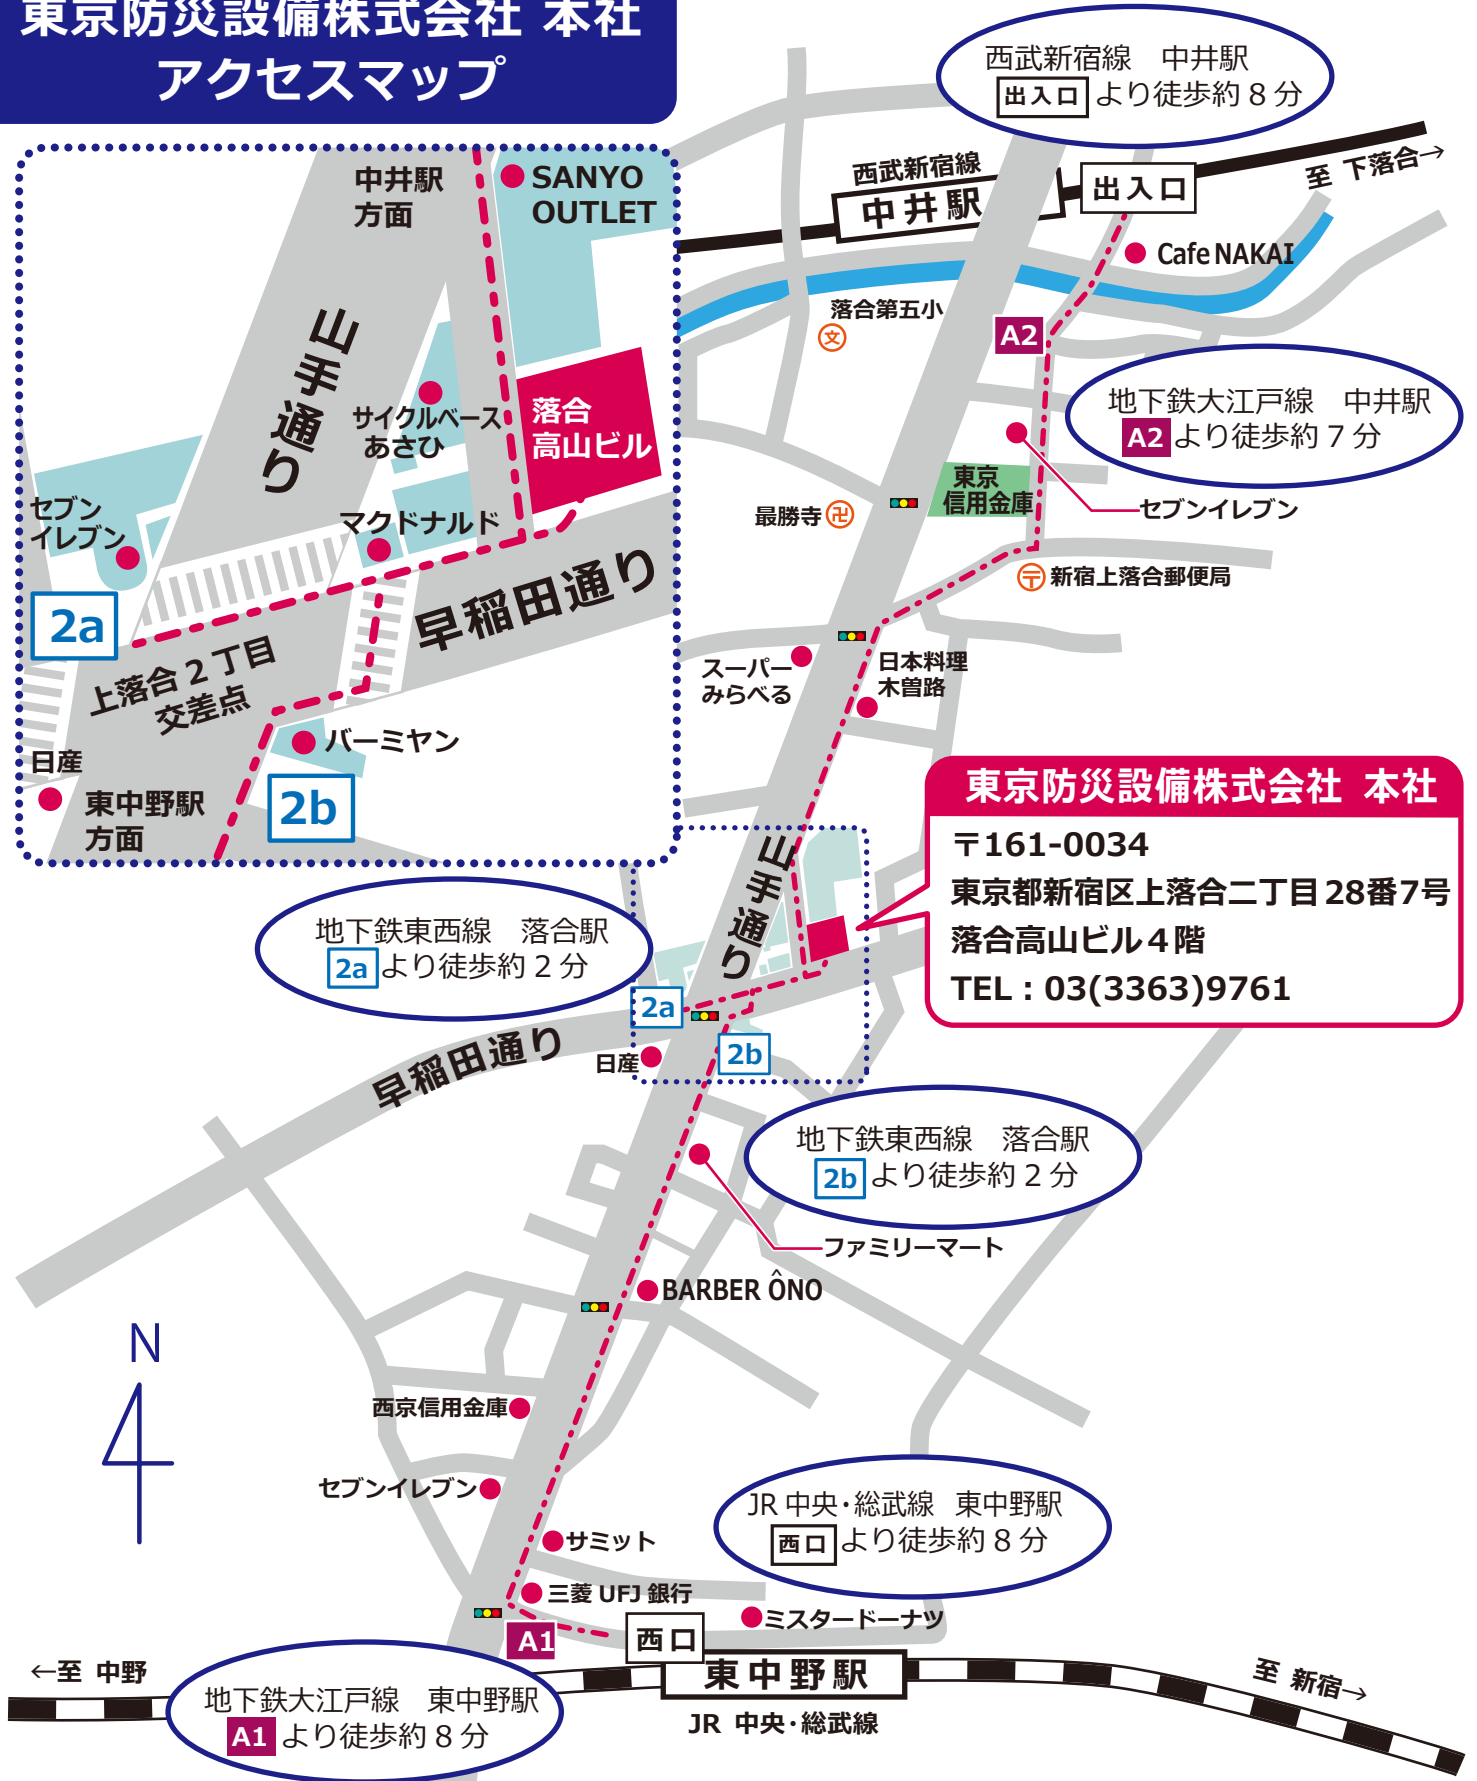 東京防災設備株式会社 本社
アクセスマップ
西武新宿線 中井駅
出入口 より徒歩約8分
西武新宿線
中井駅
出入口
至 下落合→
Cafe NAKAI
中井駅
方面
SANYO
OUTLET
山手通り
サイクルベース
あさひ
落合
高山ビル
セブン
イレブン
マクドナルド
2a
早稲田通り
上落合2丁目
交差点
バーミヤン
日産
2b
東中野駅
方面
落合第五小
文
A2
地下鉄大江戸線 中井駅
A2 より徒歩約7分
東京
信用金庫
セブンイレブン
最勝寺 卍
〒 新宿上落合郵便局
スーパー
みらべる
日本料理
木曽路
東京防災設備株式会社 本社
〒161-0034
東京都新宿区上落合二丁目28番7号
落合高山ビル4階
TEL : 03(3363)9761
山手通り
地下鉄東西線 落合駅
2a より徒歩約2分
2a
早稲田通り
日産
2b
地下鉄東西線 落合駅
2b より徒歩約2分
ファミリーマート
BARBER ÔNO
N
西京信用金庫
セブンイレブン
JR 中央・総武線 東中野駅
西口 より徒歩約8分
サミット
三菱 UFJ 銀行
ミスタードーナツ
A1
西口
東中野駅
JR 中央・総武線
←至 中野
至 新宿→
地下鉄大江戸線 東中野駅
A1 より徒歩約8分